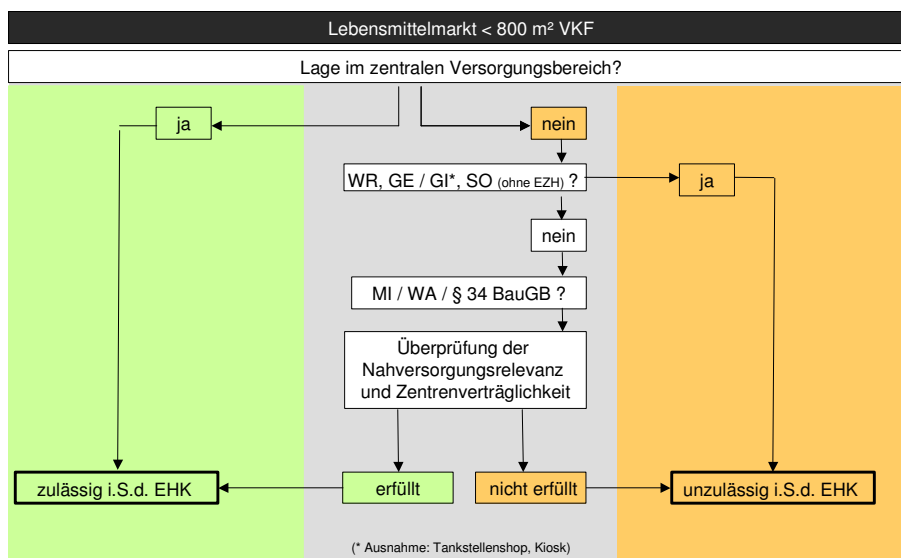 Lebensmittelmarkt < 800 m² VKF
Lage im zentralen Versorgungsbereich?
ja
nein
WR, GE / GI*, SO (ohne EZH) ?
ja
nein
MI / WA / § 34 BauGB ?
Überprüfung der
Nahversorgungsrelevanz
und Zentrenverträglichkeit
zulässig i.S.d. EHK
erfüllt
nicht erfüllt
unzulässig i.S.d. EHK
(* Ausnahme: Tankstellenshop, Kiosk)